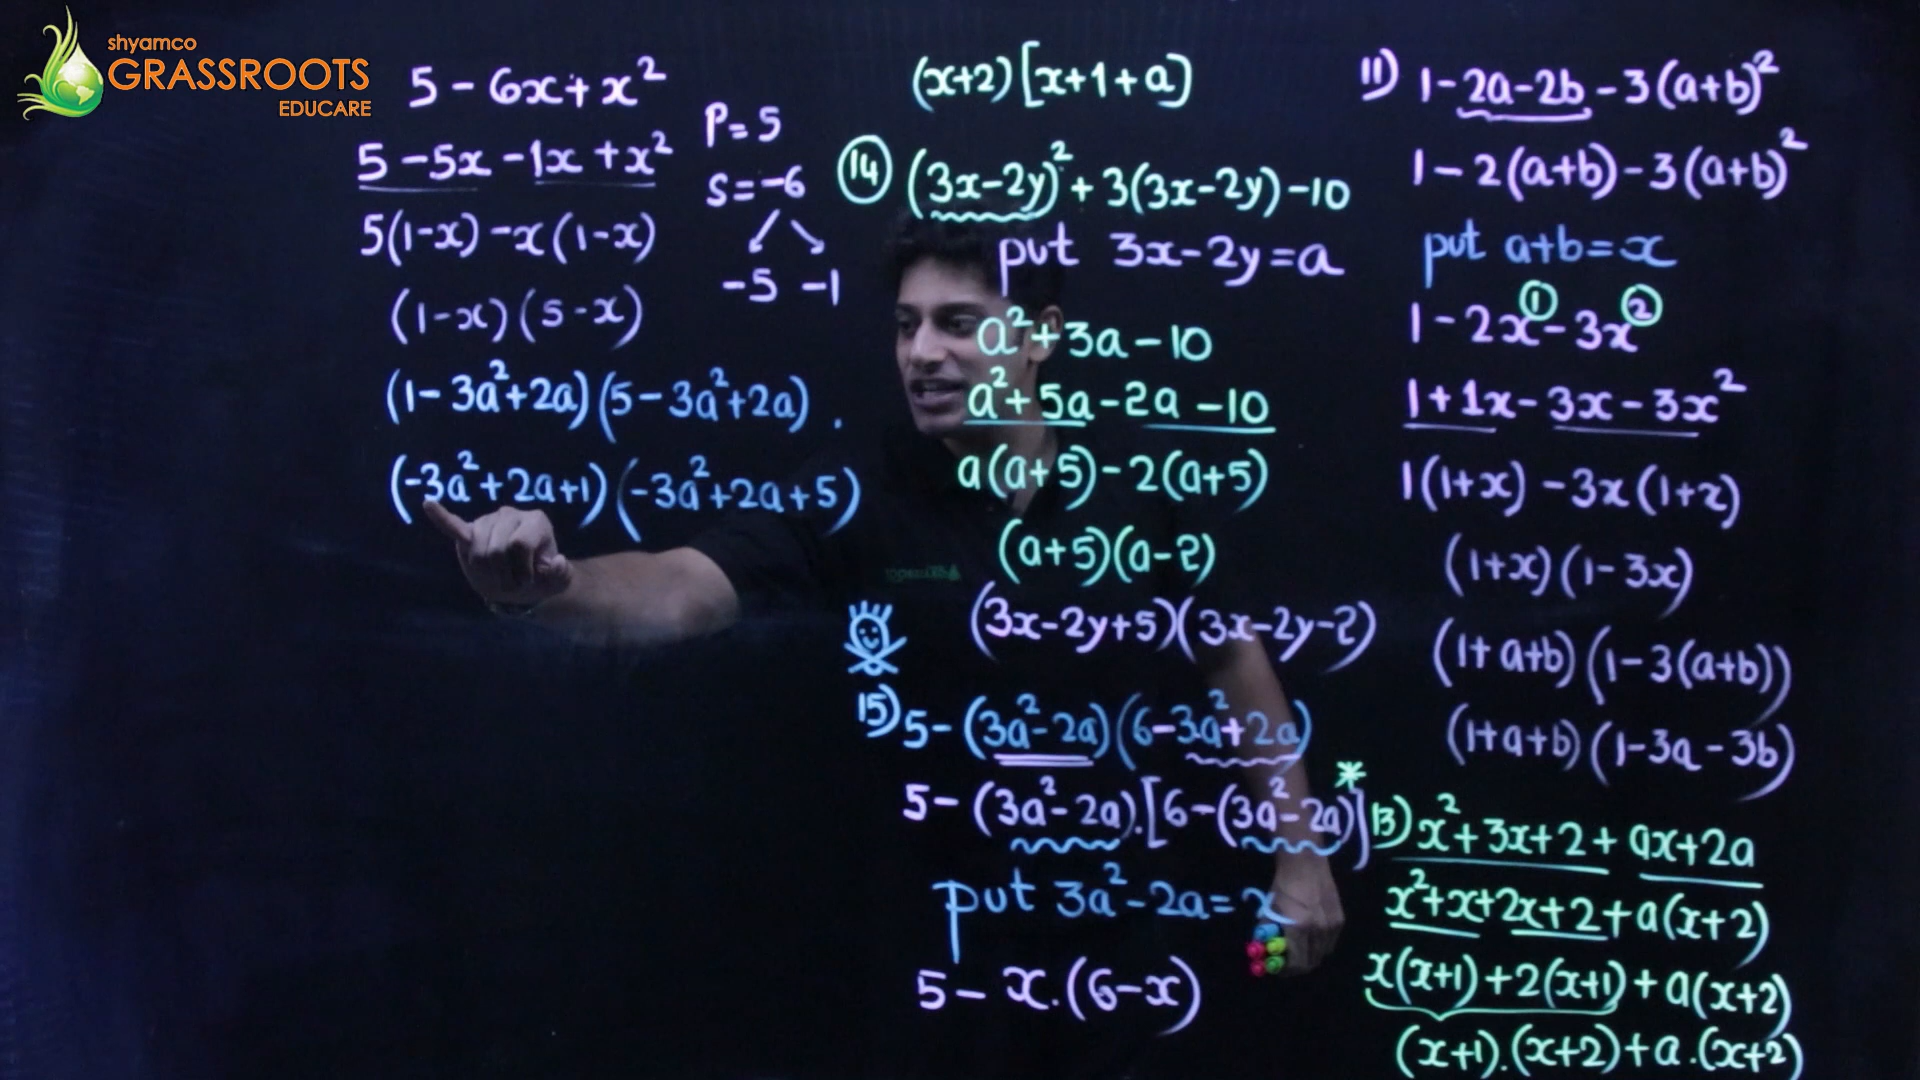 shyamco
GRASSROOTS
EDUCARE
5 - 6x + x²
5 - 5x - 1x + x²
5(1-x) - x(1-x)
(1-x)(5-x)
(1 - 3a² + 2a)(5 - 3a² + 2a).
(-3a² + 2a + 1)(-3a² + 2a + 5)
P = 5
S = -6
-5 -1
(x+2)[x+1+a]
14 (3x-2y)² + 3(3x-2y) - 10
put 3x-2y = a
a² + 3a - 10
a² + 5a - 2a - 10
a(a+5) - 2(a+5)
(a+5)(a-2)
(3x-2y+5)(3x-2y-2)
15) 5 - (3a²-2a)(6-3a²+2a)
5 - (3a²-2a).[6-(3a²-2a)]
put 3a²-2a = x
5 - x.(6-x)
11) 1 - 2a - 2b - 3(a+b)²
1 - 2(a+b) - 3(a+b)²
put a+b = x
1 - 2x① - 3x②
1 + 1x - 3x - 3x²
1(1+x) - 3x(1+x)
(1+x)(1-3x)
(1+a+b)(1-3(a+b))
(1+a+b)(1-3a-3b)
*
13) x² + 3x + 2 + ax + 2a
x² + x + 2x + 2 + a(x+2)
x(x+1) + 2(x+1) + a(x+2)
(x+1).(x+2) + a.(x+2)